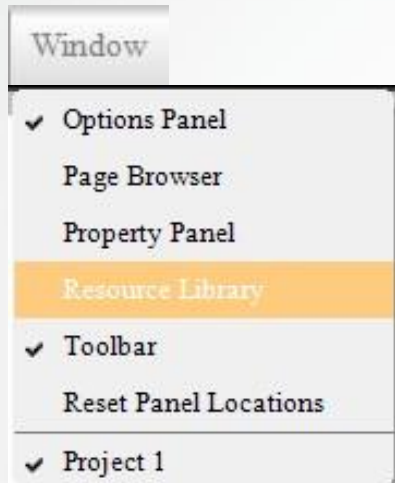 Window
Options Panel
Page Browser
Property Panel
Resource Library
Toolbar
Reset Panel Locations
Project 1